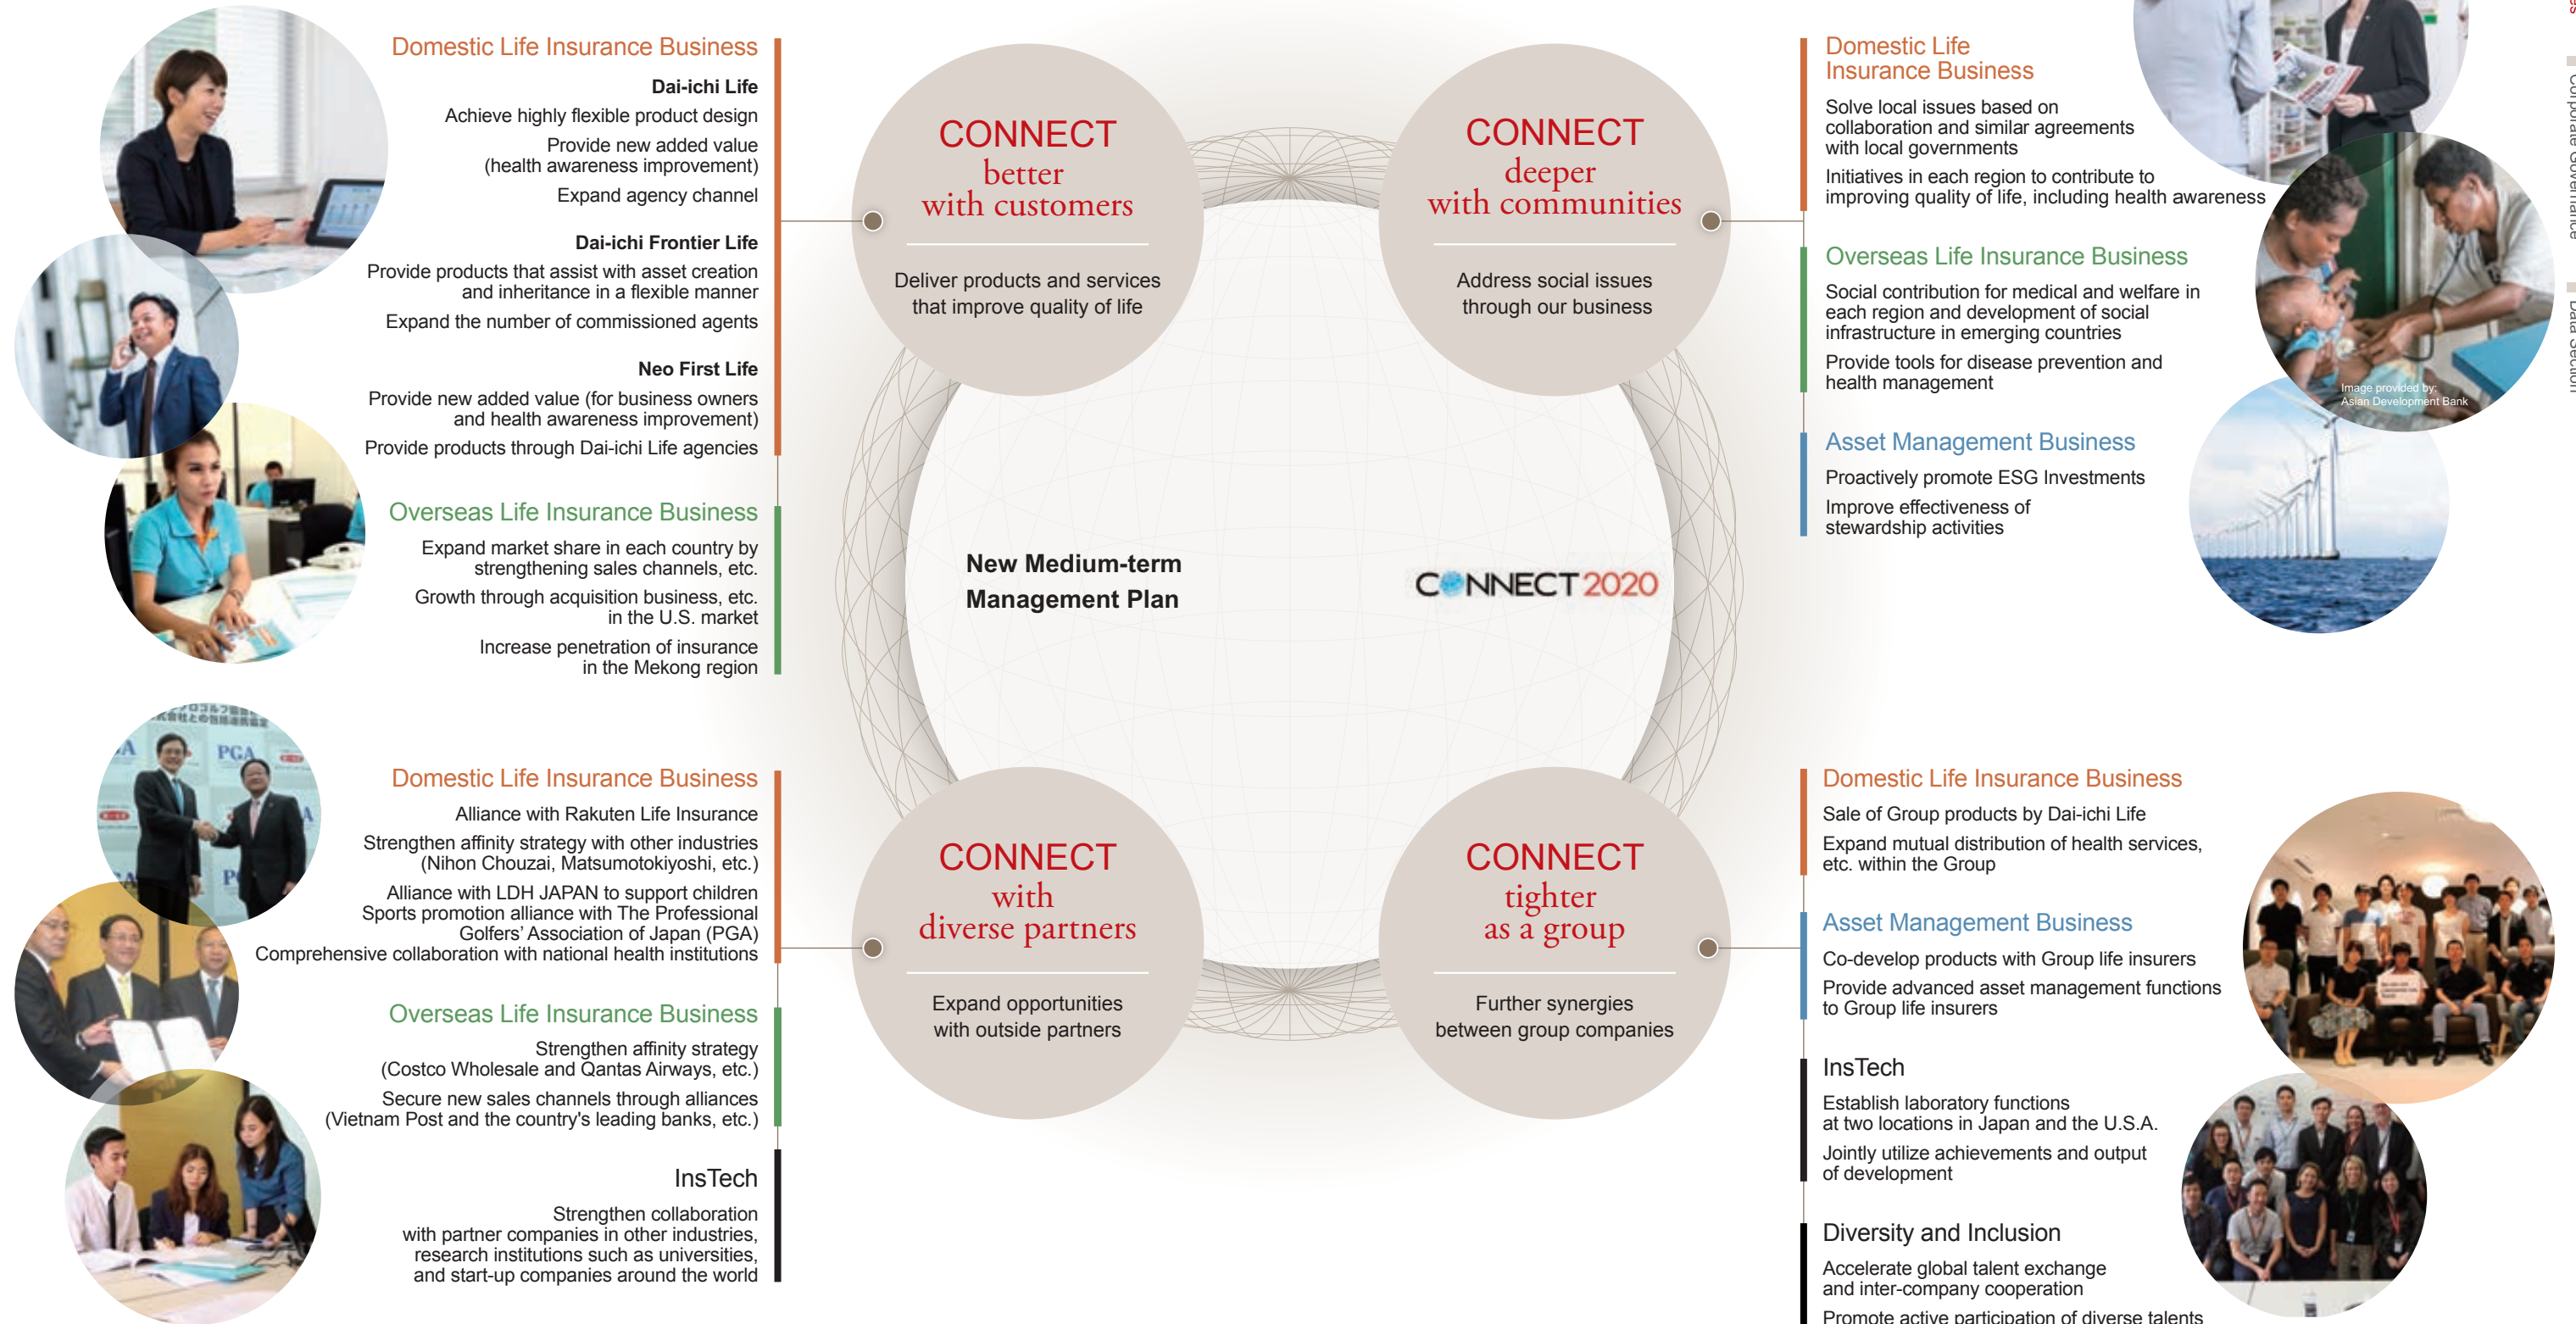 Domestic Life Insurance Business
Dai-ichi Life
Achieve highly flexible product design
Provide new added value
(health awareness improvement)
Expand agency channel
Dai-ichi Frontier Life
Provide products that assist with asset creation
and inheritance in a flexible manner
Expand the number of commissioned agents
Neo First Life
Provide new added value (for business owners
and health awareness improvement)
Provide products through Dai-ichi Life agencies
Overseas Life Insurance Business
Expand market share in each country by
strengthening sales channels, etc.
Growth through acquisition business, etc.
in the U.S. market
Increase penetration of insurance
in the Mekong region
CONNECT
better
with customers
Deliver products and services
that improve quality of life
CONNECT
deeper
with communities
Address social issues
through our business
Domestic Life
Insurance Business
Solve local issues based on
collaboration and similar agreements
with local governments
Initiatives in each region to contribute to
improving quality of life, including health awareness
Overseas Life Insurance Business
Social contribution for medical and welfare in
each region and development of social
infrastructure in emerging countries
Provide tools for disease prevention and
health management
Asset Management Business
Proactively promote ESG Investments
Improve effectiveness of
stewardship activities
Image provided by:
Asian Development Bank
Corporate Governance
Data Section
New Medium-term
Management Plan
CONNECT 2020
PGA
Domestic Life Insurance Business
Alliance with Rakuten Life Insurance
Strengthen affinity strategy with other industries
(Nihon Chouzai, Matsumotokiyoshi, etc.)
Alliance with LDH JAPAN to support children
Sports promotion alliance with The Professional
Golfers' Association of Japan (PGA)
Comprehensive collaboration with national health institutions
Overseas Life Insurance Business
Strengthen affinity strategy
(Costco Wholesale and Qantas Airways, etc.)
Secure new sales channels through alliances
(Vietnam Post and the country's leading banks, etc.)
InsTech
Strengthen collaboration
with partner companies in other industries,
research institutions such as universities,
and start-up companies around the world
CONNECT
with
diverse partners
Expand opportunities
with outside partners
CONNECT
tighter
as a group
Further synergies
between group companies
Domestic Life Insurance Business
Sale of Group products by Dai-ichi Life
Expand mutual distribution of health services,
etc. within the Group
Asset Management Business
Co-develop products with Group life insurers
Provide advanced asset management functions
to Group life insurers
InsTech
Establish laboratory functions
at two locations in Japan and the U.S.A.
Jointly utilize achievements and output
of development
Diversity and Inclusion
Accelerate global talent exchange
and inter-company cooperation
Promote active participation of diverse talents